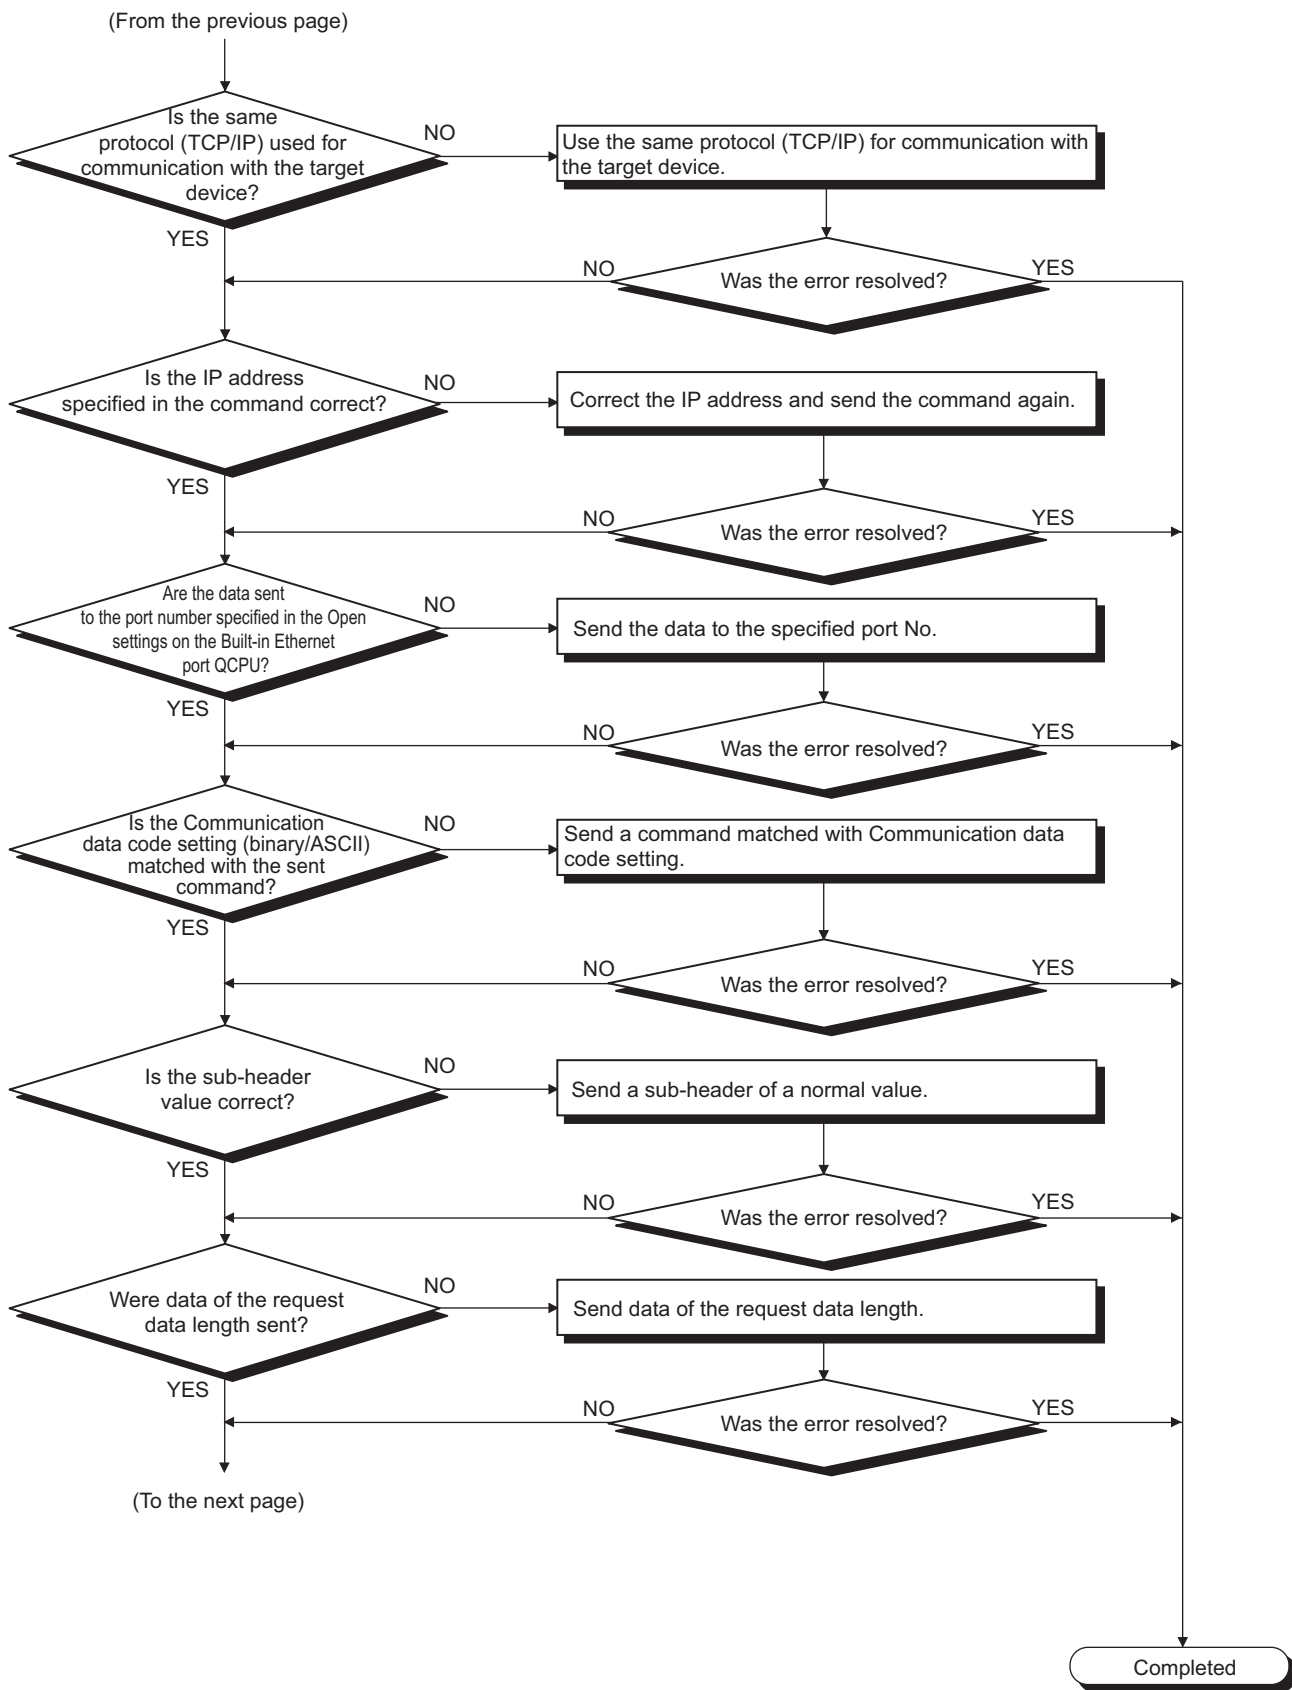 (From the previous page)
Is the same
protocol (TCP/IP) used for
communication with the target
device?
NO
Use the same protocol (TCP/IP) for communication with
the target device.
YES
NO
Was the error resolved?
YES
Is the IP address
specified in the command correct?
NO
Correct the IP address and send the command again.
YES
NO
Was the error resolved?
YES
Are the data sent
to the port number specified in the Open
settings on the Built-in Ethernet
port QCPU?
NO
Send the data to the specified port No.
YES
NO
Was the error resolved?
YES
Is the Communication
data code setting (binary/ASCII)
matched with the sent
command?
NO
Send a command matched with Communication data
code setting.
YES
NO
Was the error resolved?
YES
Is the sub-header
value correct?
NO
Send a sub-header of a normal value.
YES
NO
Was the error resolved?
YES
Were data of the request
data length sent?
NO
Send data of the request data length.
YES
NO
Was the error resolved?
YES
(To the next page)
Completed